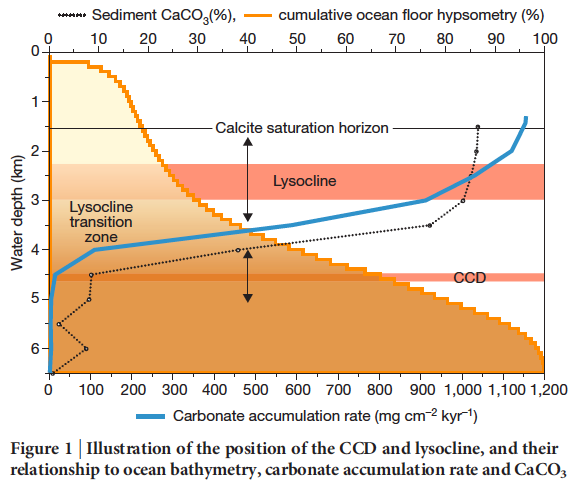 Sediment CaCO3(%), cumulative ocean floor hypsometry (%)
0 10 20 30 40 50 60 70 80 90 100
0
1
Calcite saturation horizon
2
Lysocline
3
Lysocline
transition
zone
4
CCD
5
6
Water depth (km)
0 100 200 300 400 500 600 700 800 900 1,000 1,100 1,200
Carbonate accumulation rate (mg cm−2 kyr−1)
Figure 1 | Illustration of the position of the CCD and lysocline, and their
relationship to ocean bathymetry, carbonate accumulation rate and CaCO3